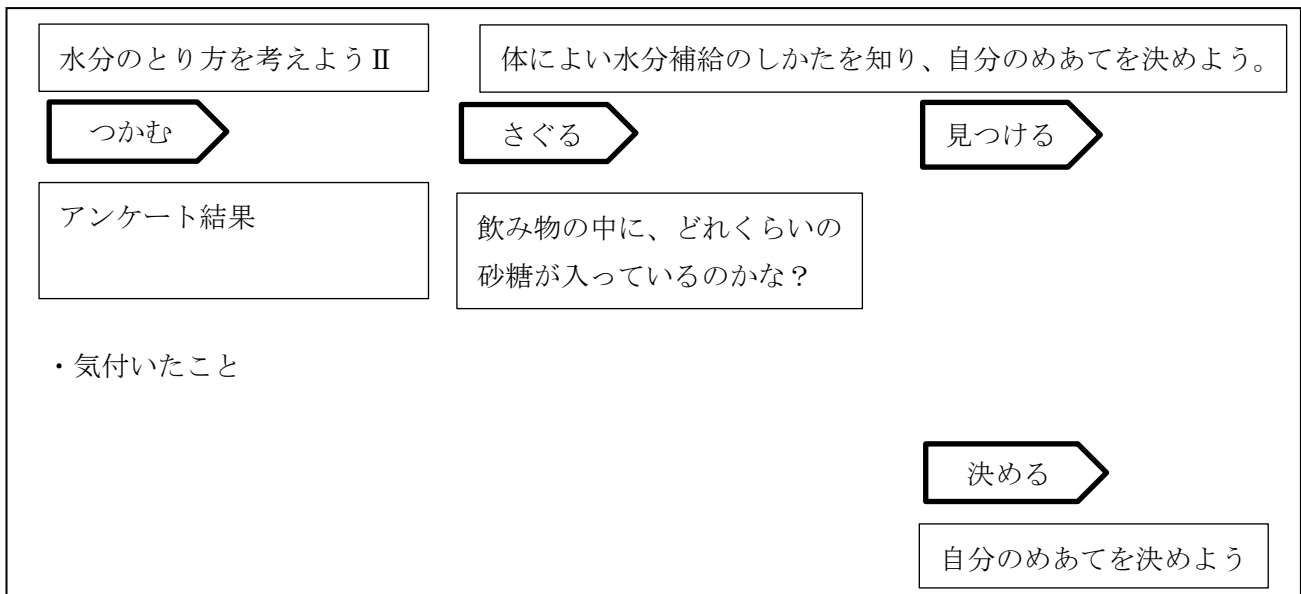 水分のとり方を考えようⅡ
体によい水分補給のしかたを知り、自分のめあてを決めよう。
つかむ
さぐる
見つける
アンケート結果
飲み物の中に、どれくらいの
砂糖が入っているのかな？
・気付いたこと
決める
自分のめあてを決めよう